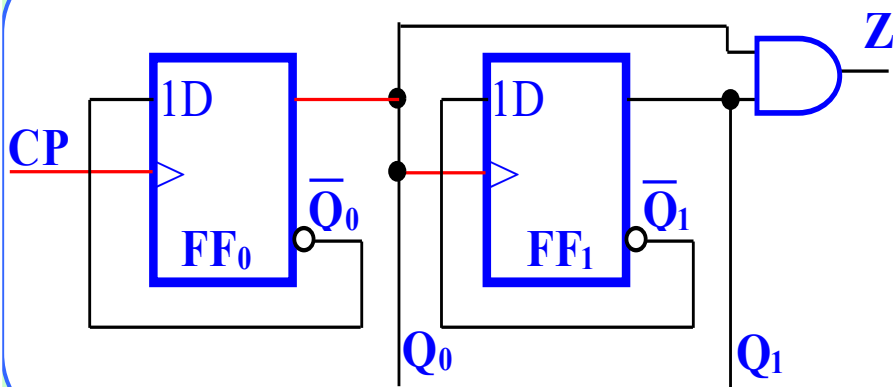 Z
1D
1D
CP
Q̅₀
Q̅₁
FF₀
FF₁
Q₀
Q₁